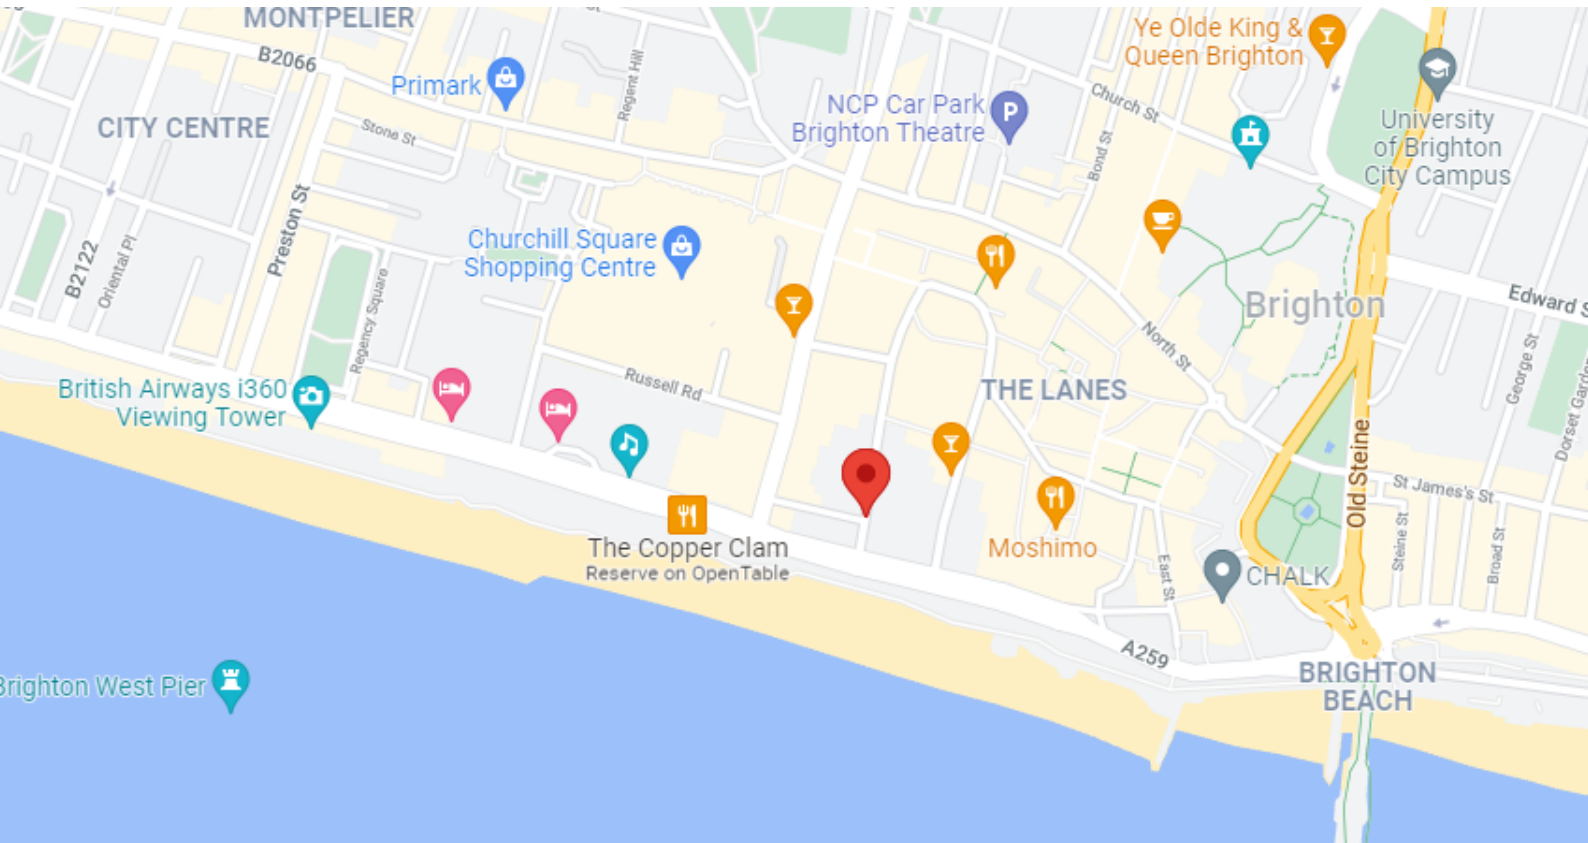 MONTPELIER
B2066
Primark
Regent Hill
Ye Olde King &
Queen Brighton
NCP Car Park
Brighton Theatre
Church St
CITY CENTRE
Stone St
Bond St
University
of Brighton
City Campus
Preston St
Churchill Square
Shopping Centre
B2122
Oriental Pl
Regency Square
Brighton
Edward
North St
George St
British Airways i360
Viewing Tower
Russell Rd
THE LANES
Dorset Garden
Old Steine
St James's St
P
The Copper Clam
Reserve on OpenTable
Moshimo
East St
CHALK
Steine St
Broad St
A259
Brighton West Pier
BRIGHTON
BEACH